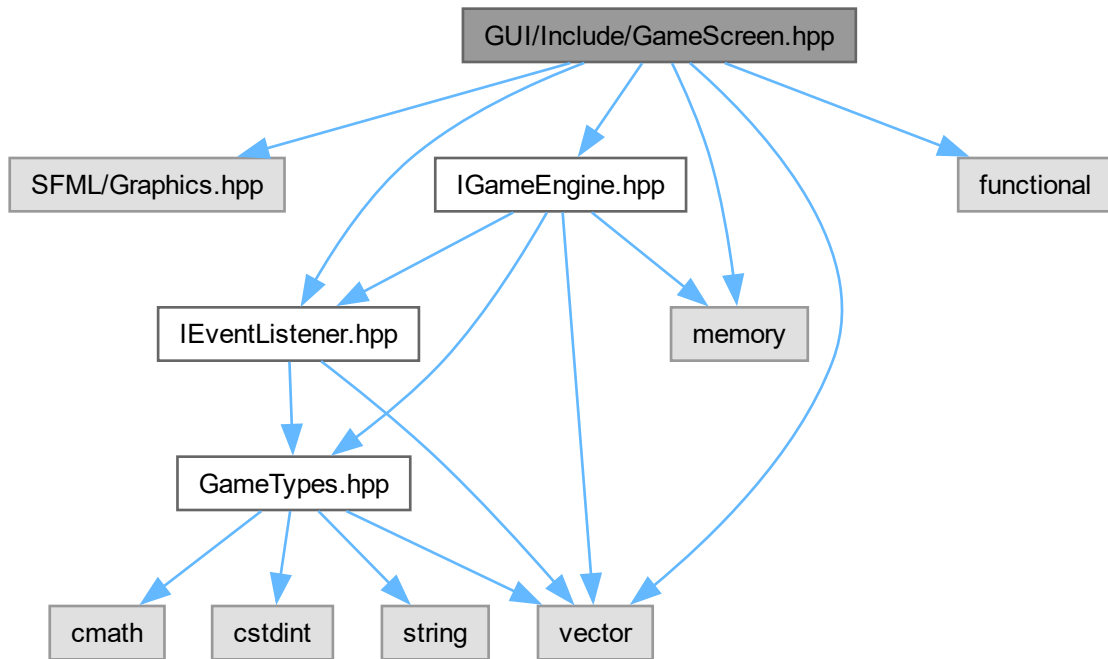 GUI/Include/GameScreen.hpp
SFML/Graphics.hpp
IGameEngine.hpp
functional
IEventListener.hpp
memory
GameTypes.hpp
cmath
cstdint
string
vector